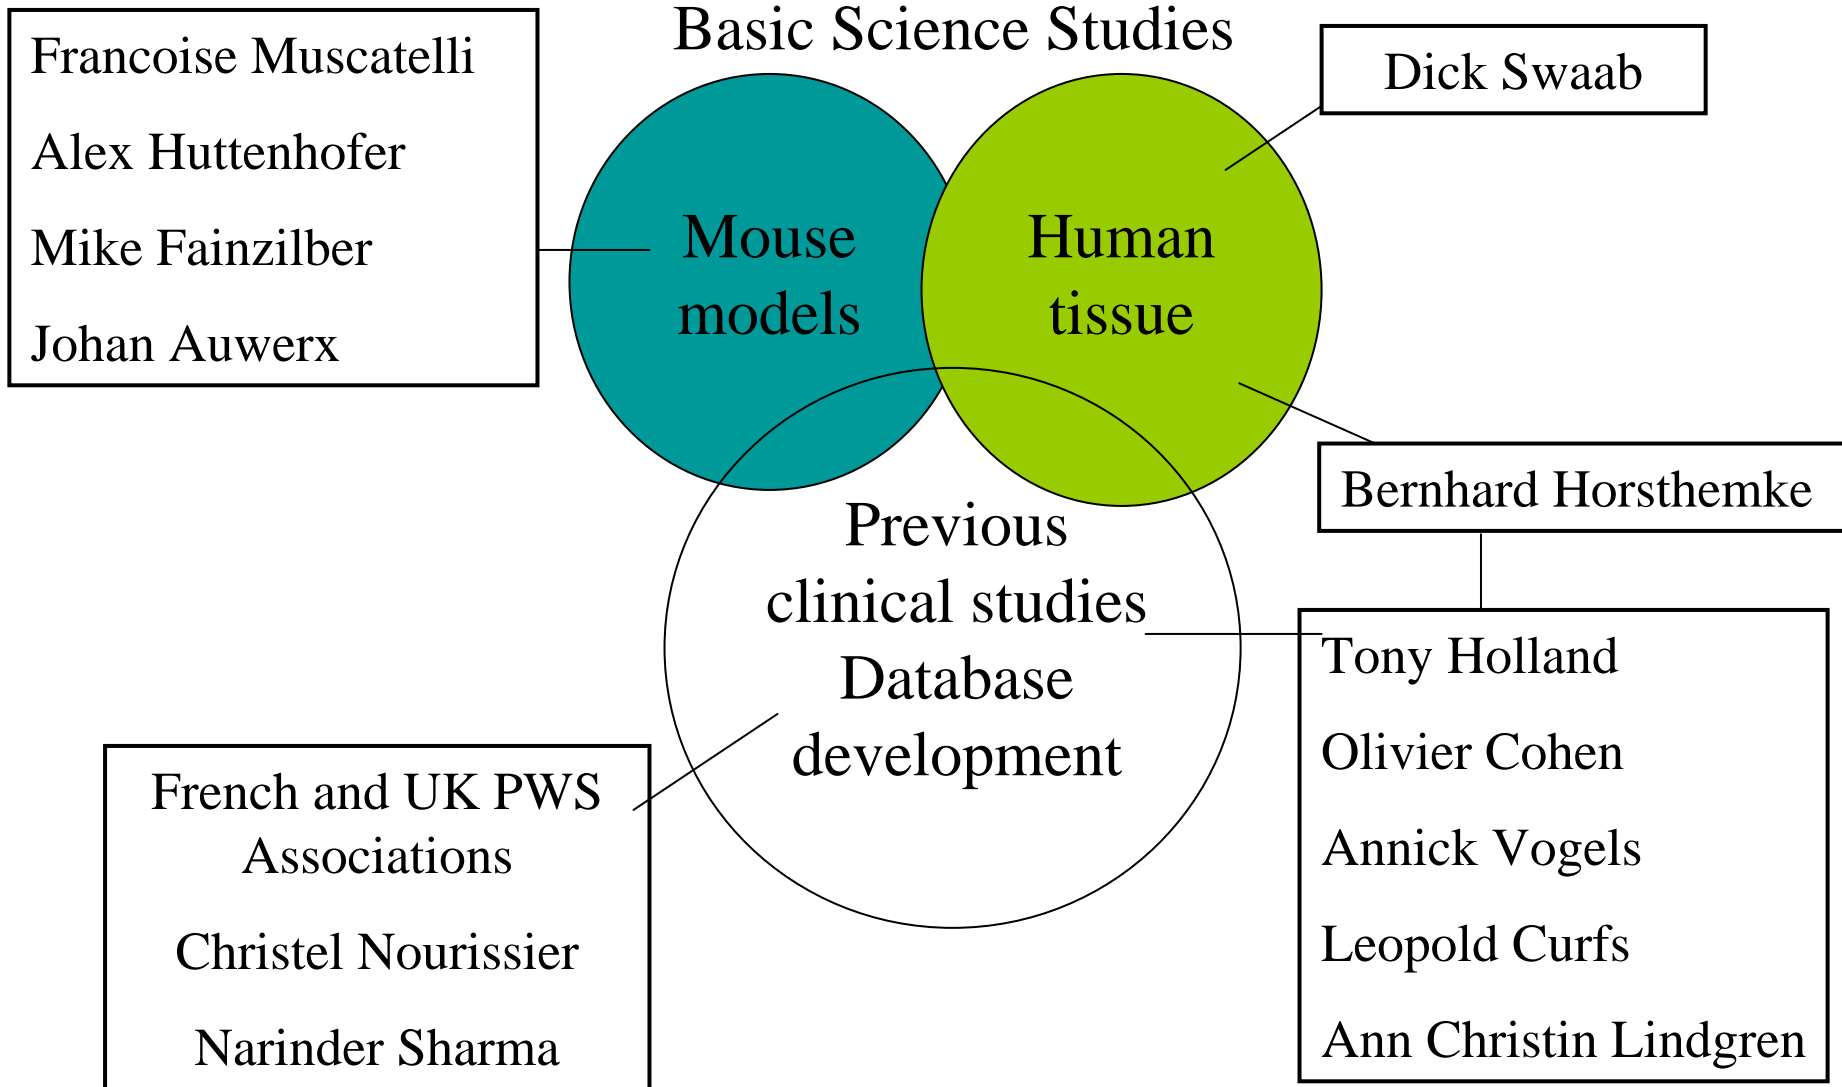 Basic Science Studies
Francoise Muscatelli
Alex Huttenhofer
Mike Fainzilber
Johan Auwerx
Mouse
models
Human
tissue
Dick Swaab
Bernhard Horsthemke
Previous
clinical studies
Database
development
Tony Holland
Olivier Cohen
Annick Vogels
Leopold Curfs
Ann Christin Lindgren
French and UK PWS
Associations
Christel Nourissier
Narinder Sharma